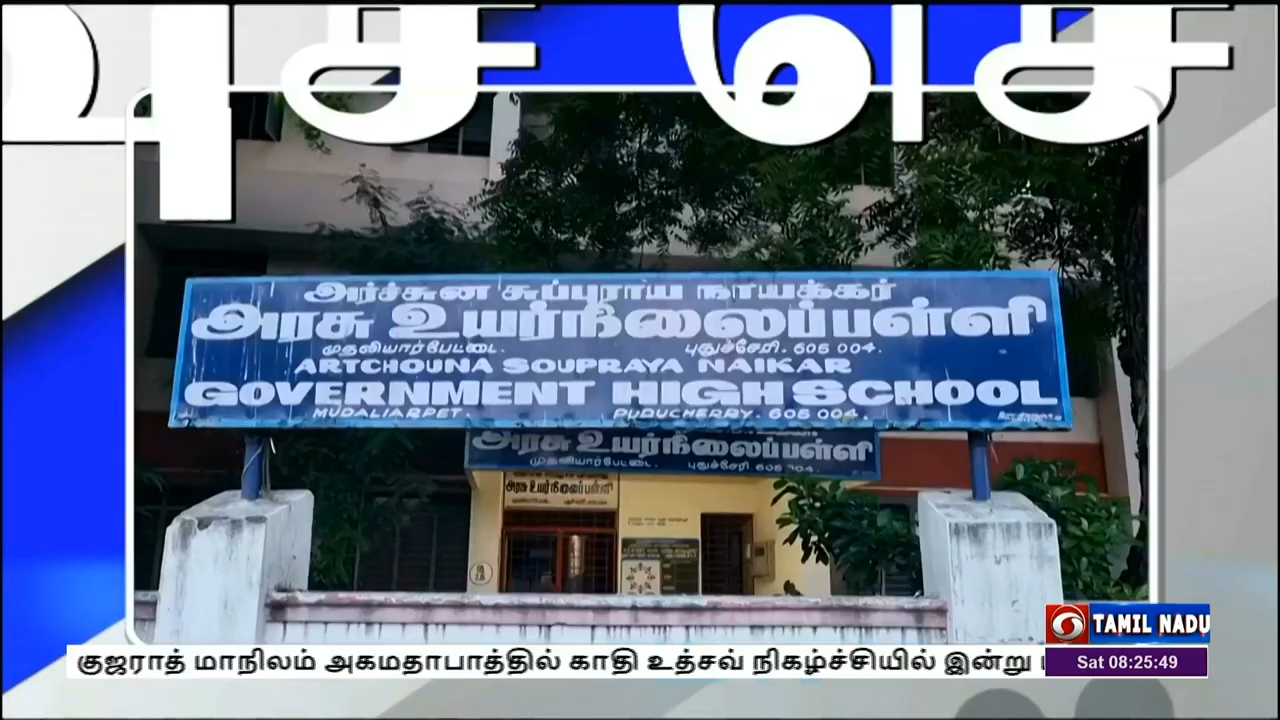 அர்ச்சுன சுப்புராய நாயக்கர்
அரசு உயர்நிலைப்பள்ளி
முதலியார்பேட்டை. புதுச்சேரி. 605 004.
ARTCHOUNA SOUPRAYA NAIKAR
GOVERNMENT HIGH SCHOOL
MUDALIARPET. PUDUCHERRY. 605 004.
அரசு உயர்நிலைப்பள்ளி
முதலியார்பேட்டை. புதுச்சேரி. 605 004.
அரசு உயர்நிலைப்பள்ளி
TAMIL NADU
Sat 08:25:49
குஜராத் மாநிலம் அகமதாபாத்தில் காதி உத்சவ் நிகழ்ச்சியில் இன்று